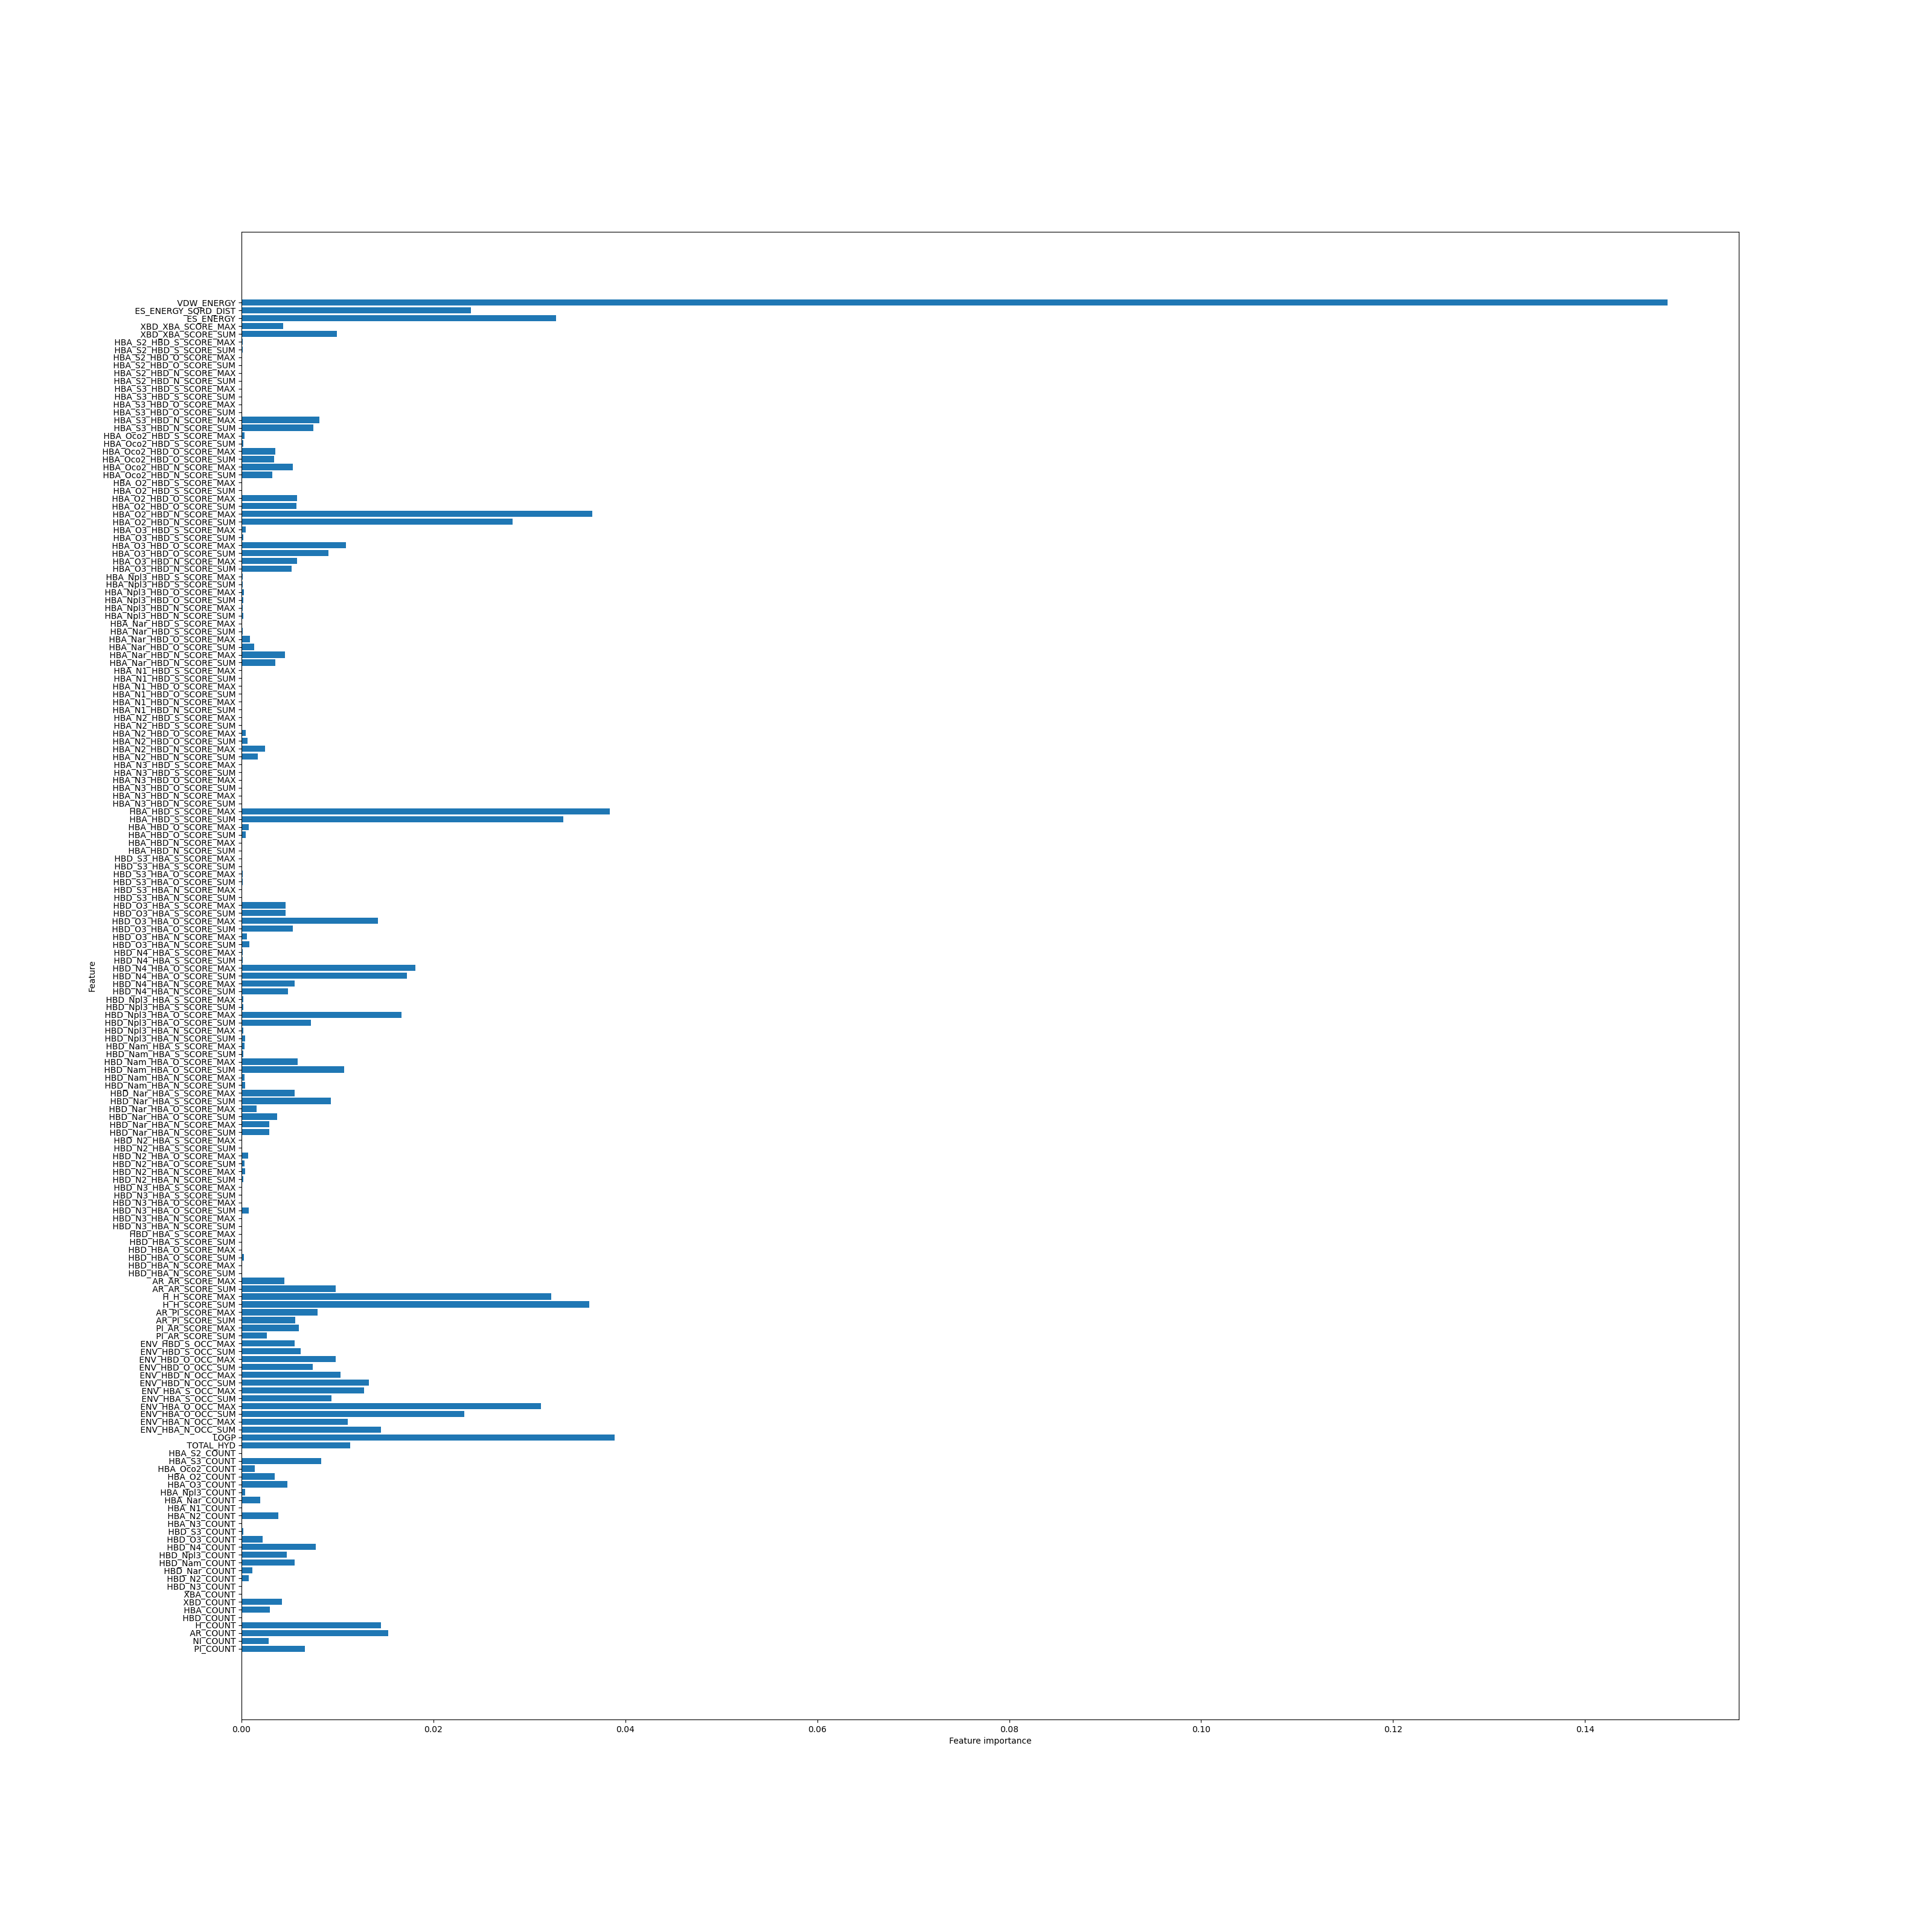 VDW_ENERGY
ES_ENERGY_SQRD_DIST
ES_ENERGY
XBD_XBA_SCORE_MAX
XBD_XBA_SCORE_SUM
HBA_S2_HBD_S_SCORE_MAX
HBA_S2_HBD_S_SCORE_SUM
HBA_S2_HBD_O_SCORE_MAX
HBA_S2_HBD_O_SCORE_SUM
HBA_S2_HBD_N_SCORE_MAX
HBA_S2_HBD_N_SCORE_SUM
HBA_S3_HBD_S_SCORE_MAX
HBA_S3_HBD_S_SCORE_SUM
HBA_S3_HBD_O_SCORE_MAX
HBA_S3_HBD_O_SCORE_SUM
HBA_S3_HBD_N_SCORE_MAX
HBA_S3_HBD_N_SCORE_SUM
HBA_Oco2_HBD_S_SCORE_MAX
HBA_Oco2_HBD_S_SCORE_SUM
HBA_Oco2_HBD_O_SCORE_MAX
HBA_Oco2_HBD_O_SCORE_SUM
HBA_Oco2_HBD_N_SCORE_MAX
HBA_Oco2_HBD_N_SCORE_SUM
HBA_O2_HBD_S_SCORE_MAX
HBA_O2_HBD_S_SCORE_SUM
HBA_O2_HBD_O_SCORE_MAX
HBA_O2_HBD_O_SCORE_SUM
HBA_O2_HBD_N_SCORE_MAX
HBA_O2_HBD_N_SCORE_SUM
HBA_O3_HBD_S_SCORE_MAX
HBA_O3_HBD_S_SCORE_SUM
HBA_O3_HBD_O_SCORE_MAX
HBA_O3_HBD_O_SCORE_SUM
HBA_O3_HBD_N_SCORE_MAX
HBA_O3_HBD_N_SCORE_SUM
HBA_Npl3_HBD_S_SCORE_MAX
HBA_Npl3_HBD_S_SCORE_SUM
HBA_Npl3_HBD_O_SCORE_MAX
HBA_Npl3_HBD_O_SCORE_SUM
HBA_Npl3_HBD_N_SCORE_MAX
HBA_Npl3_HBD_N_SCORE_SUM
HBA_Nar_HBD_S_SCORE_MAX
HBA_Nar_HBD_S_SCORE_SUM
HBA_Nar_HBD_O_SCORE_MAX
HBA_Nar_HBD_O_SCORE_SUM
HBA_Nar_HBD_N_SCORE_MAX
HBA_Nar_HBD_N_SCORE_SUM
HBA_N1_HBD_S_SCORE_MAX
HBA_N1_HBD_S_SCORE_SUM
HBA_N1_HBD_O_SCORE_MAX
HBA_N1_HBD_O_SCORE_SUM
HBA_N1_HBD_N_SCORE_MAX
HBA_N1_HBD_N_SCORE_SUM
HBA_N2_HBD_S_SCORE_MAX
HBA_N2_HBD_S_SCORE_SUM
HBA_N2_HBD_O_SCORE_MAX
HBA_N2_HBD_O_SCORE_SUM
HBA_N2_HBD_N_SCORE_MAX
HBA_N2_HBD_N_SCORE_SUM
HBA_N3_HBD_S_SCORE_MAX
HBA_N3_HBD_S_SCORE_SUM
HBA_N3_HBD_O_SCORE_MAX
HBA_N3_HBD_O_SCORE_SUM
HBA_N3_HBD_N_SCORE_MAX
HBA_N3_HBD_N_SCORE_SUM
HBA_HBD_S_SCORE_MAX
HBA_HBD_S_SCORE_SUM
HBA_HBD_O_SCORE_MAX
HBA_HBD_O_SCORE_SUM
HBA_HBD_N_SCORE_MAX
HBA_HBD_N_SCORE_SUM
HBD_S3_HBA_S_SCORE_MAX
HBD_S3_HBA_S_SCORE_SUM
HBD_S3_HBA_O_SCORE_MAX
HBD_S3_HBA_O_SCORE_SUM
HBD_S3_HBA_N_SCORE_MAX
HBD_S3_HBA_N_SCORE_SUM
HBD_O3_HBA_S_SCORE_MAX
HBD_O3_HBA_S_SCORE_SUM
HBD_O3_HBA_O_SCORE_MAX
HBD_O3_HBA_O_SCORE_SUM
HBD_O3_HBA_N_SCORE_MAX
HBD_O3_HBA_N_SCORE_SUM
HBD_N4_HBA_S_SCORE_MAX
HBD_N4_HBA_S_SCORE_SUM
HBD_N4_HBA_O_SCORE_MAX
HBD_N4_HBA_O_SCORE_SUM
HBD_N4_HBA_N_SCORE_MAX
HBD_N4_HBA_N_SCORE_SUM
HBD_Npl3_HBA_S_SCORE_MAX
HBD_Npl3_HBA_S_SCORE_SUM
HBD_Npl3_HBA_O_SCORE_MAX
HBD_Npl3_HBA_O_SCORE_SUM
HBD_Npl3_HBA_N_SCORE_MAX
HBD_Npl3_HBA_N_SCORE_SUM
HBD_Nam_HBA_S_SCORE_MAX
HBD_Nam_HBA_S_SCORE_SUM
HBD_Nam_HBA_O_SCORE_MAX
HBD_Nam_HBA_O_SCORE_SUM
HBD_Nam_HBA_N_SCORE_MAX
HBD_Nam_HBA_N_SCORE_SUM
HBD_Nar_HBA_S_SCORE_MAX
HBD_Nar_HBA_S_SCORE_SUM
HBD_Nar_HBA_O_SCORE_MAX
HBD_Nar_HBA_O_SCORE_SUM
HBD_Nar_HBA_N_SCORE_MAX
HBD_Nar_HBA_N_SCORE_SUM
HBD_N2_HBA_S_SCORE_MAX
HBD_N2_HBA_S_SCORE_SUM
HBD_N2_HBA_O_SCORE_MAX
HBD_N2_HBA_O_SCORE_SUM
HBD_N2_HBA_N_SCORE_MAX
HBD_N2_HBA_N_SCORE_SUM
HBD_N3_HBA_S_SCORE_MAX
HBD_N3_HBA_S_SCORE_SUM
HBD_N3_HBA_O_SCORE_MAX
HBD_N3_HBA_O_SCORE_SUM
HBD_N3_HBA_N_SCORE_MAX
HBD_N3_HBA_N_SCORE_SUM
HBD_HBA_S_SCORE_MAX
HBD_HBA_S_SCORE_SUM
HBD_HBA_O_SCORE_MAX
HBD_HBA_O_SCORE_SUM
HBD_HBA_N_SCORE_MAX
HBD_HBA_N_SCORE_SUM
AR_AR_SCORE_MAX
AR_AR_SCORE_SUM
H_H_SCORE_MAX
H_H_SCORE_SUM
AR_PI_SCORE_MAX
AR_PI_SCORE_SUM
PI_AR_SCORE_MAX
PI_AR_SCORE_SUM
ENV_HBD_S_OCC_MAX
ENV_HBD_S_OCC_SUM
ENV_HBD_O_OCC_MAX
ENV_HBD_O_OCC_SUM
ENV_HBD_N_OCC_MAX
ENV_HBD_N_OCC_SUM
ENV_HBA_S_OCC_MAX
ENV_HBA_S_OCC_SUM
ENV_HBA_O_OCC_MAX
ENV_HBA_O_OCC_SUM
ENV_HBA_N_OCC_MAX
ENV_HBA_N_OCC_SUM
LOGP
TOTAL_HYD
HBA_S2_COUNT
HBA_S3_COUNT
HBA_Oco2_COUNT
HBA_O2_COUNT
HBA_O3_COUNT
HBA_Npl3_COUNT
HBA_Nar_COUNT
HBA_N1_COUNT
HBA_N2_COUNT
HBA_N3_COUNT
HBD_S3_COUNT
HBD_O3_COUNT
HBD_N4_COUNT
HBD_Npl3_COUNT
HBD_Nam_COUNT
HBD_Nar_COUNT
HBD_N2_COUNT
HBD_N3_COUNT
XBA_COUNT
XBD_COUNT
HBA_COUNT
HBD_COUNT
H_COUNT
AR_COUNT
NI_COUNT
PI_COUNT
Feature
0.00 0.02 0.04 0.06 0.08 0.10 0.12 0.14
Feature importance